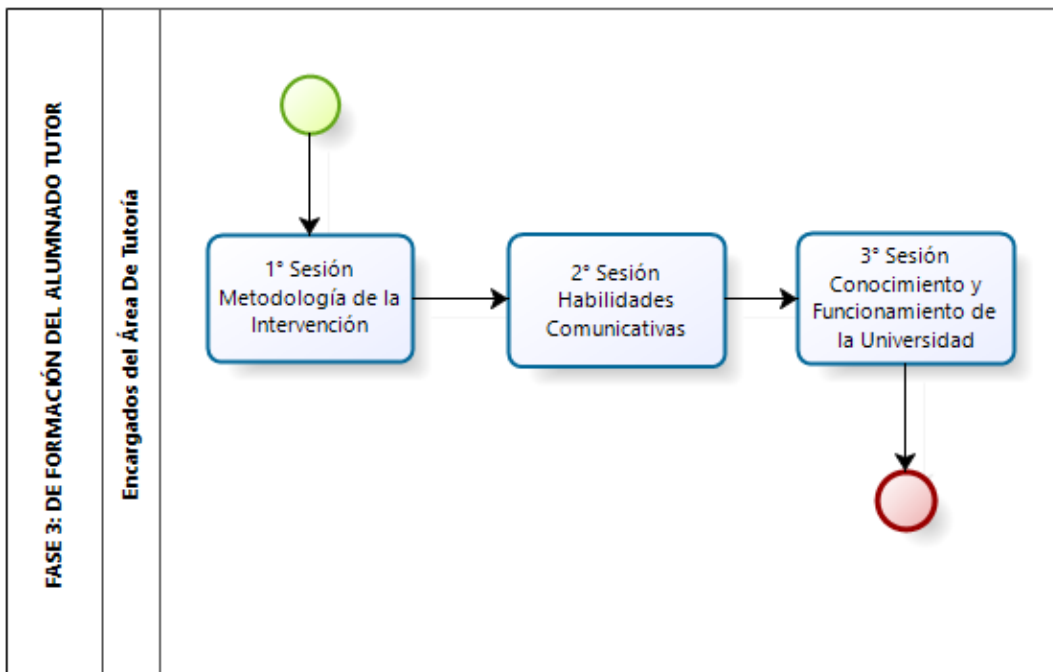 FASE 3: DE FORMACIÓN DEL ALUMNADO TUTOR
Encargados del Área De Tutoría
1° Sesión
Metodología de la
Intervención
2° Sesión
Habilidades
Comunicativas
3° Sesión
Conocimiento y
Funcionamiento de
la Universidad